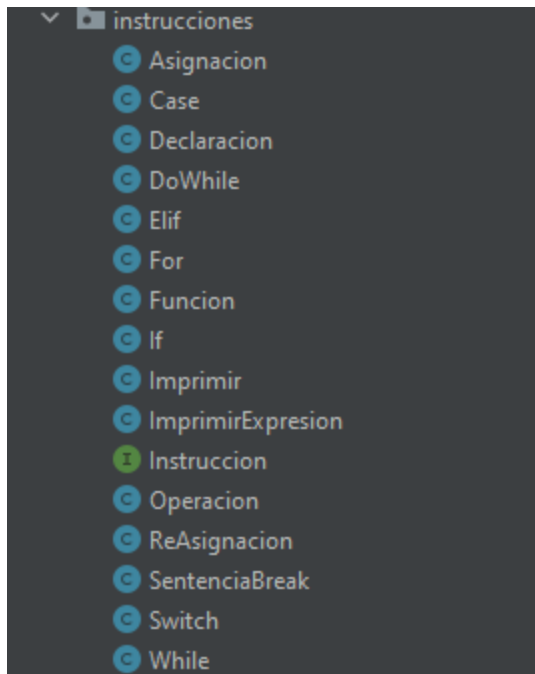 instrucciones
C Asignacion
C Case
C Declaracion
C DoWhile
C Elif
C For
C Funcion
C If
C Imprimir
C ImprimirExpresion
I Instruccion
C Operacion
C ReAsignacion
C SentenciaBreak
C Switch
C While